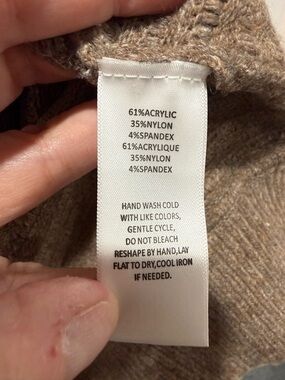 61%ACRYLIC
35%NYLON
4%SPANDEX
61%ACRYLIQUE
35%NYLON
4%SPANDEX
HAND WASH COLD
WITH LIKE COLORS,
GENTLE CYCLE,
DO NOT BLEACH
RESHAPE BY HAND,LAY
FLAT TO DRY,COOL IRON
IF NEEDED.